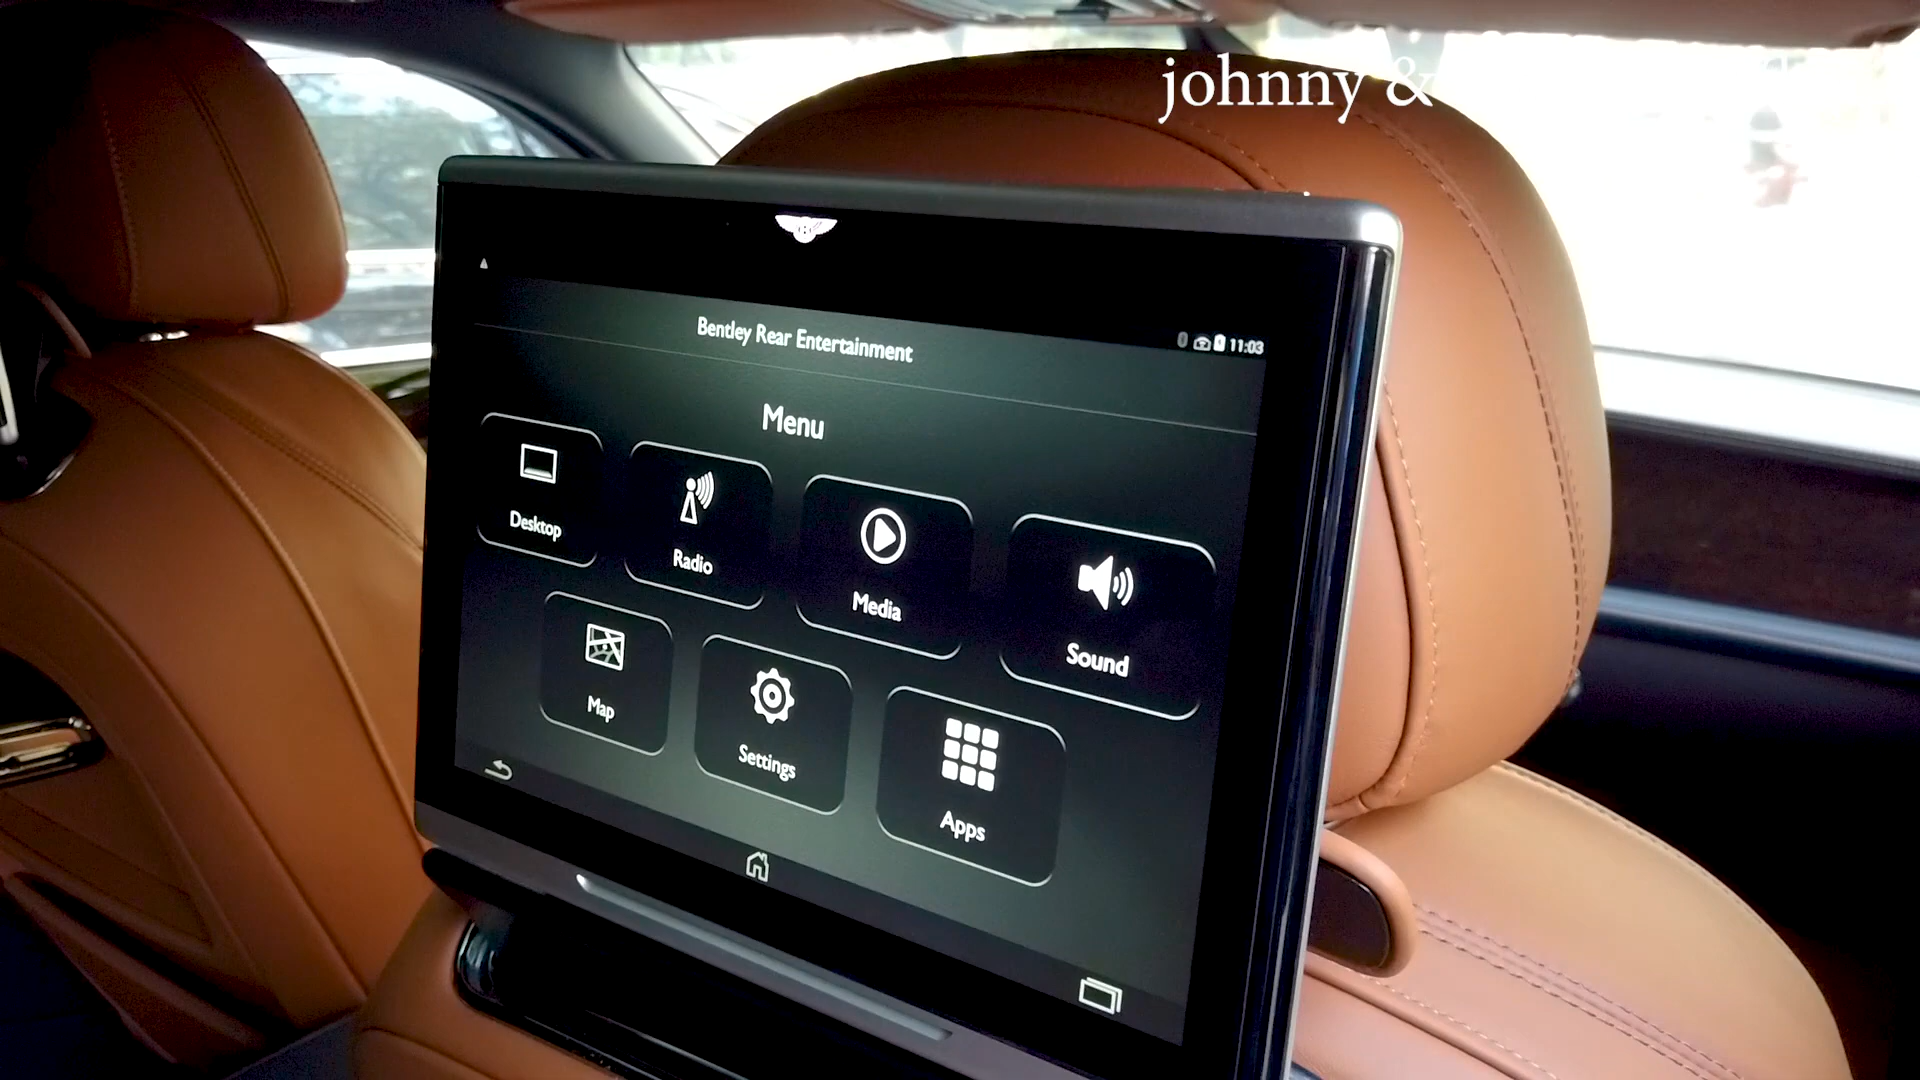 johnny &
Bentley Rear Entertainment
11:03
Menu
Desktop
Radio
Media
Sound
Map
Settings
Apps